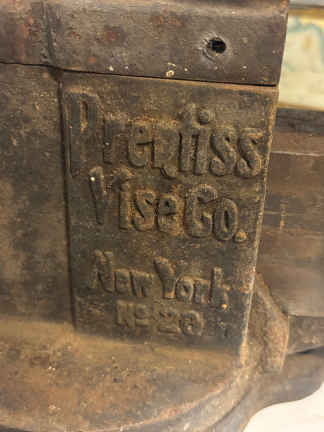 Prentiss
Vise Co.
New York.
No 20